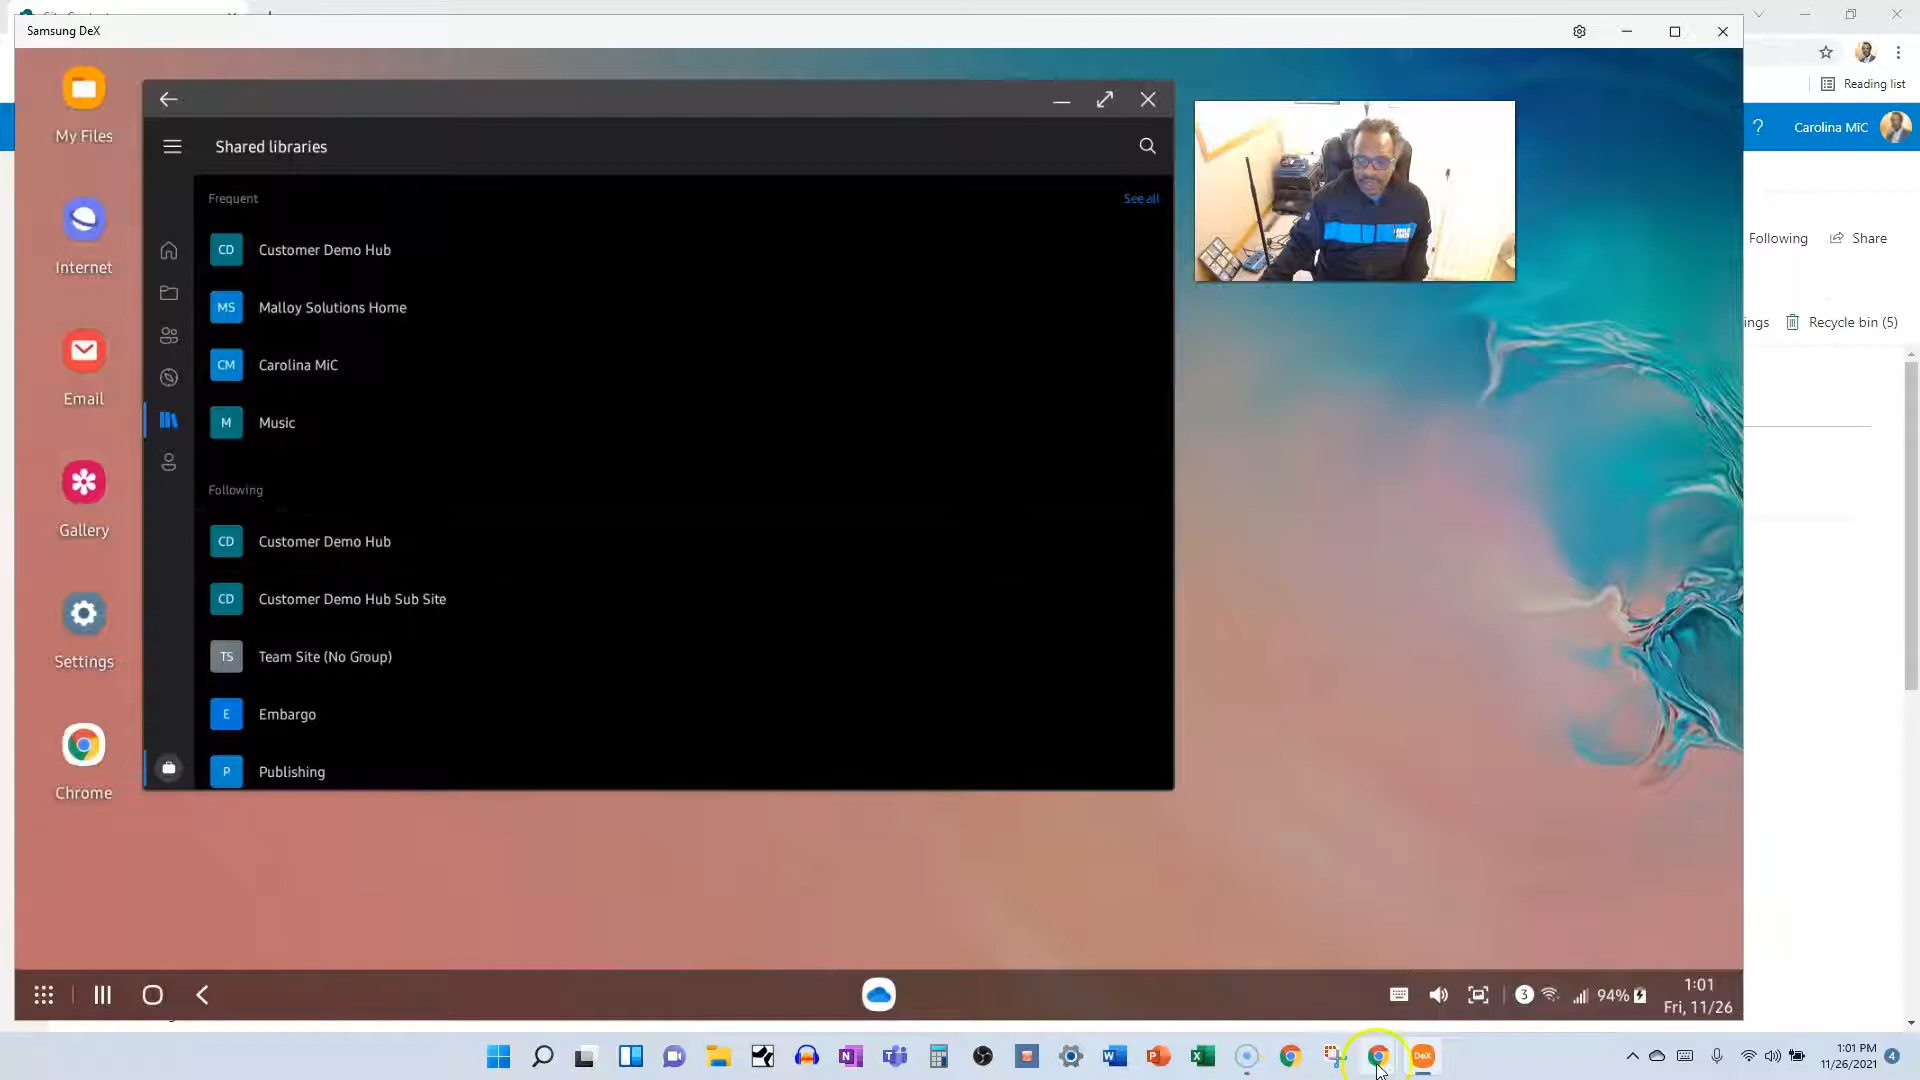 Samsung DeX
Reading list
? Carolina MiC
Following Share
ings Recycle bin (5)
My Files
Internet
Email
Gallery
Settings
Chrome
Shared libraries
Frequent See all
CD Customer Demo Hub
MS Malloy Solutions Home
CM Carolina MiC
M Music
Following
CD Customer Demo Hub
CD Customer Demo Hub Sub Site
TS Team Site (No Group)
E Embargo
P Publishing
3 94% 1:01
Fri, 11/26
DeX
1:01 PM
11/26/2021 4